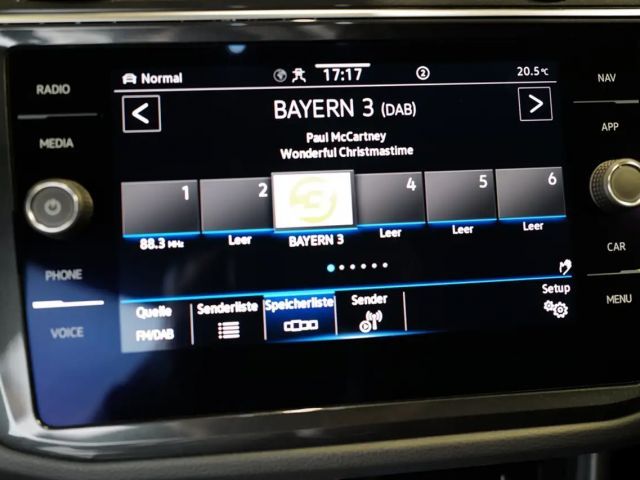 RADIO
MEDIA
PHONE
VOICE
Normal
17:17
2
20.5°C
BAYERN 3 (DAB)
Paul McCartney
Wonderful Christmastime
1
2
3
4
5
6
88.3 MHz
Leer
BAYERN 3
Leer
Leer
Leer
Quelle
FM/DAB
Senderliste
Speicherliste
Sender
Setup
NAV
APP
CAR
MENU